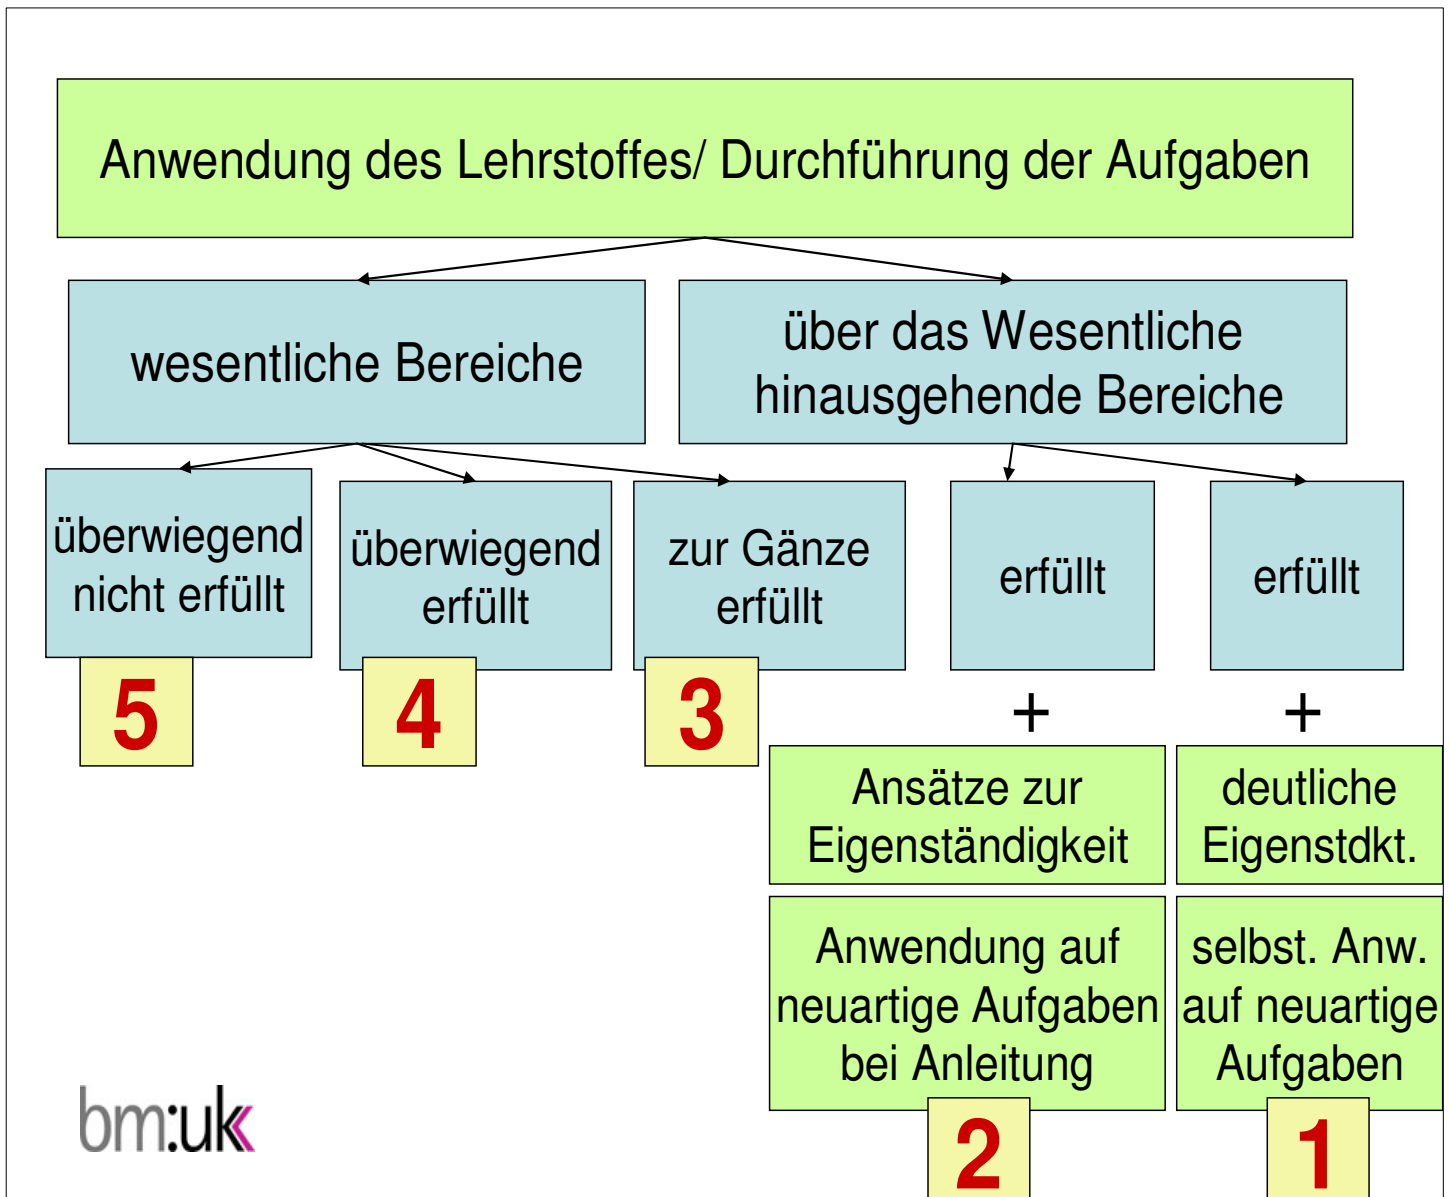 Anwendung des Lehrstoffes/ Durchführung der Aufgaben
wesentliche Bereiche
über das Wesentliche
hinausgehende Bereiche
überwiegend
nicht erfüllt
5
überwiegend
erfüllt
4
zur Gänze
erfüllt
3
erfüllt
+
Ansätze zur
Eigenständigkeit
Anwendung auf
neuartige Aufgaben
bei Anleitung
2
erfüllt
+
deutliche
Eigenstdkt.
selbst. Anw.
auf neuartige
Aufgaben
1
bm:uk